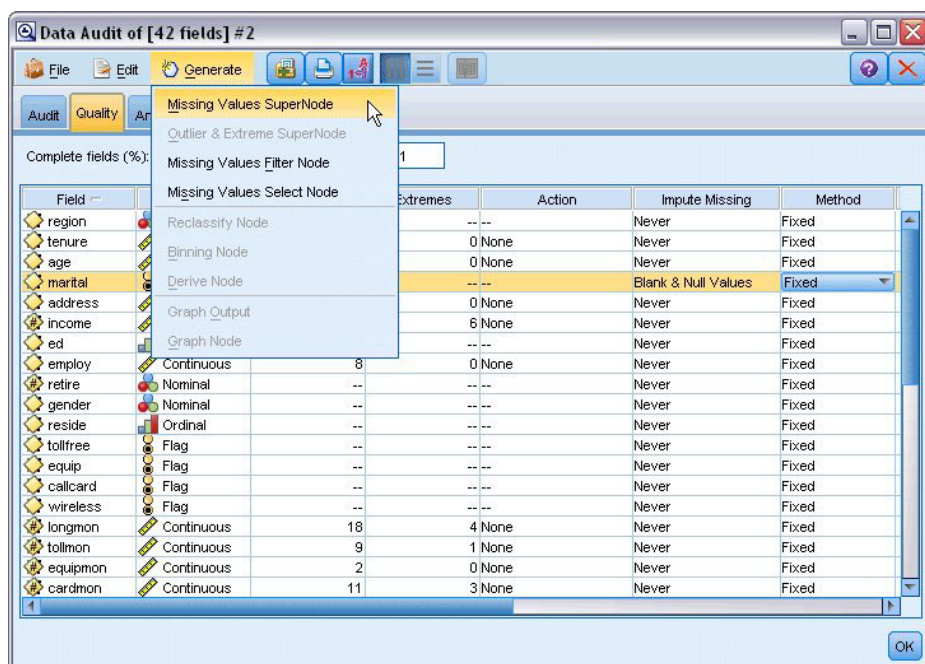 Data Audit of [42 fields] #2
File Edit Generate
Audit Quality An
Missing Values SuperNode
Outlier & Extreme SuperNode
Missing Values Filter Node
Missing Values Select Node
Reclassify Node
Binning Node
Derive Node
Graph Output
Graph Node
Complete fields (%): 1
Field Extremes Action Impute Missing Method
region -- -- Never Fixed
tenure 0 None Never Fixed
age 0 None Never Fixed
marital -- -- Blank & Null Values Fixed
address 0 None Never Fixed
income 6 None Never Fixed
ed -- -- Never Fixed
employ Continuous 8 0 None Never Fixed
retire Nominal -- -- -- Never Fixed
gender Nominal -- -- -- Never Fixed
reside Ordinal -- -- -- Never Fixed
tollfree Flag -- -- -- Never Fixed
equip Flag -- -- -- Never Fixed
callcard Flag -- -- -- Never Fixed
wireless Flag -- -- -- Never Fixed
longmon Continuous 18 4 None Never Fixed
tollmon Continuous 9 1 None Never Fixed
equipmon Continuous 2 0 None Never Fixed
cardmon Continuous 11 3 None Never Fixed
OK